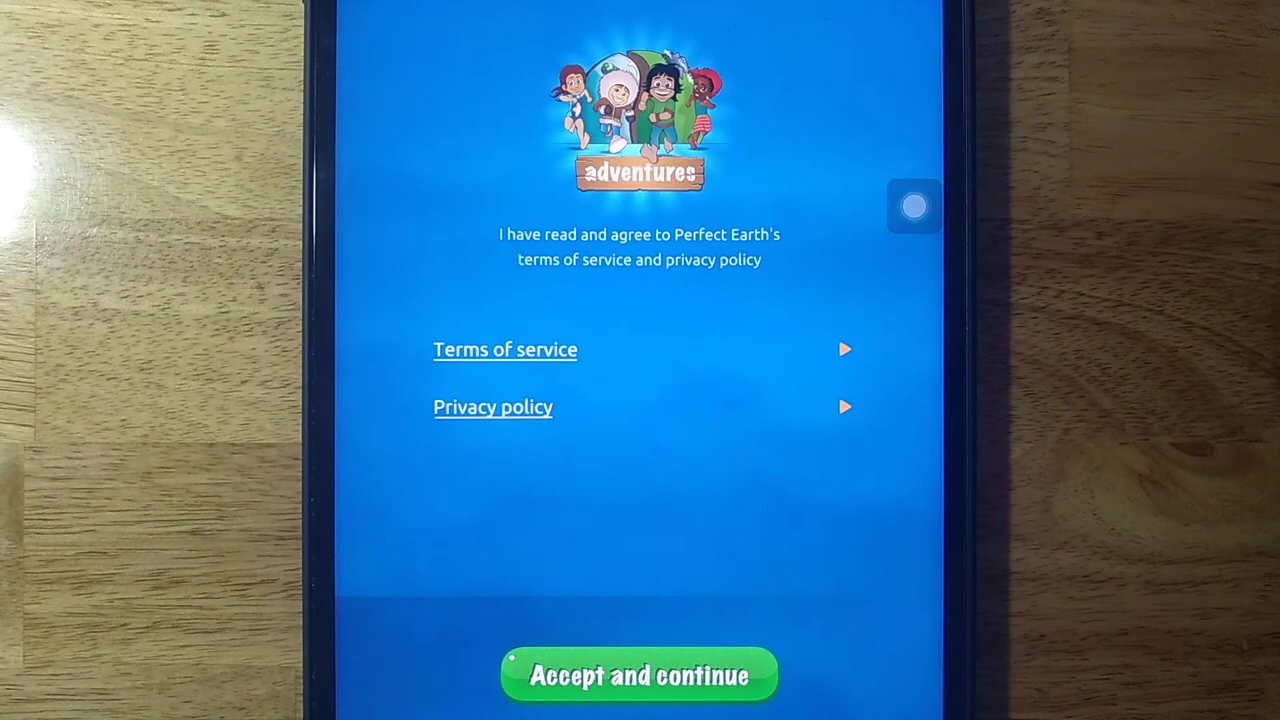 adventures
I have read and agree to Perfect Earth's
terms of service and privacy policy
Terms of service
Privacy policy
Accept and continue